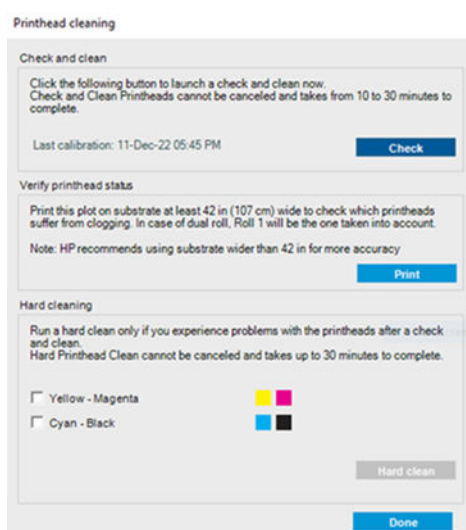 Printhead cleaning
Check and clean
Click the following button to launch a check and clean now.
Check and Clean Printheads cannot be canceled and takes from 10 to 30 minutes to
complete.
Last calibration: 11-Dec-22 05:45 PM
Check
Verify printhead status
Print this plot on substrate at least 42 in (107 cm) wide to check which printheads
suffer from clogging. In case of dual roll, Roll 1 will be the one taken into account.
Note: HP recommends using substrate wider than 42 in for more accuracy
Print
Hard cleaning
Run a hard clean only if you experience problems with the printheads after a check
and clean.
Hard Printhead Clean cannot be canceled and takes up to 30 minutes to complete.
Yellow - Magenta
Cyan - Black
Hard clean
Done